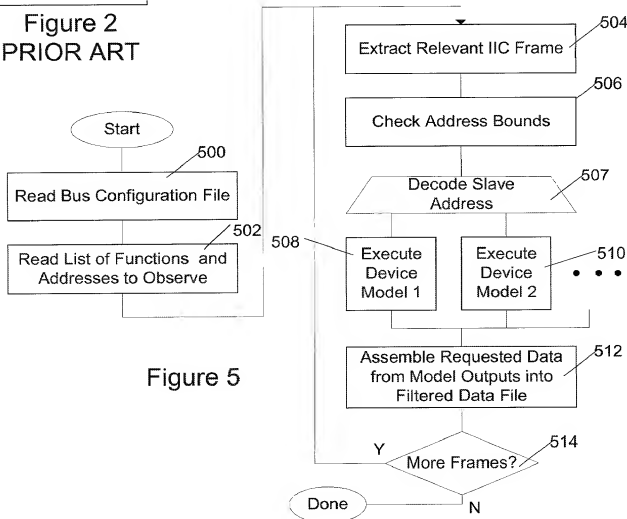 Figure 2
PRIOR ART
Start
500
Read Bus Configuration File
502
Read List of Functions and
Addresses to Observe
Figure 5
504
Extract Relevant IIC Frame
506
Check Address Bounds
507
Decode Slave
Address
508
Execute
Device
Model 1
510
Execute
Device
Model 2
• • •
512
Assemble Requested Data
from Model Outputs into
Filtered Data File
514
More Frames?
Y
N
Done